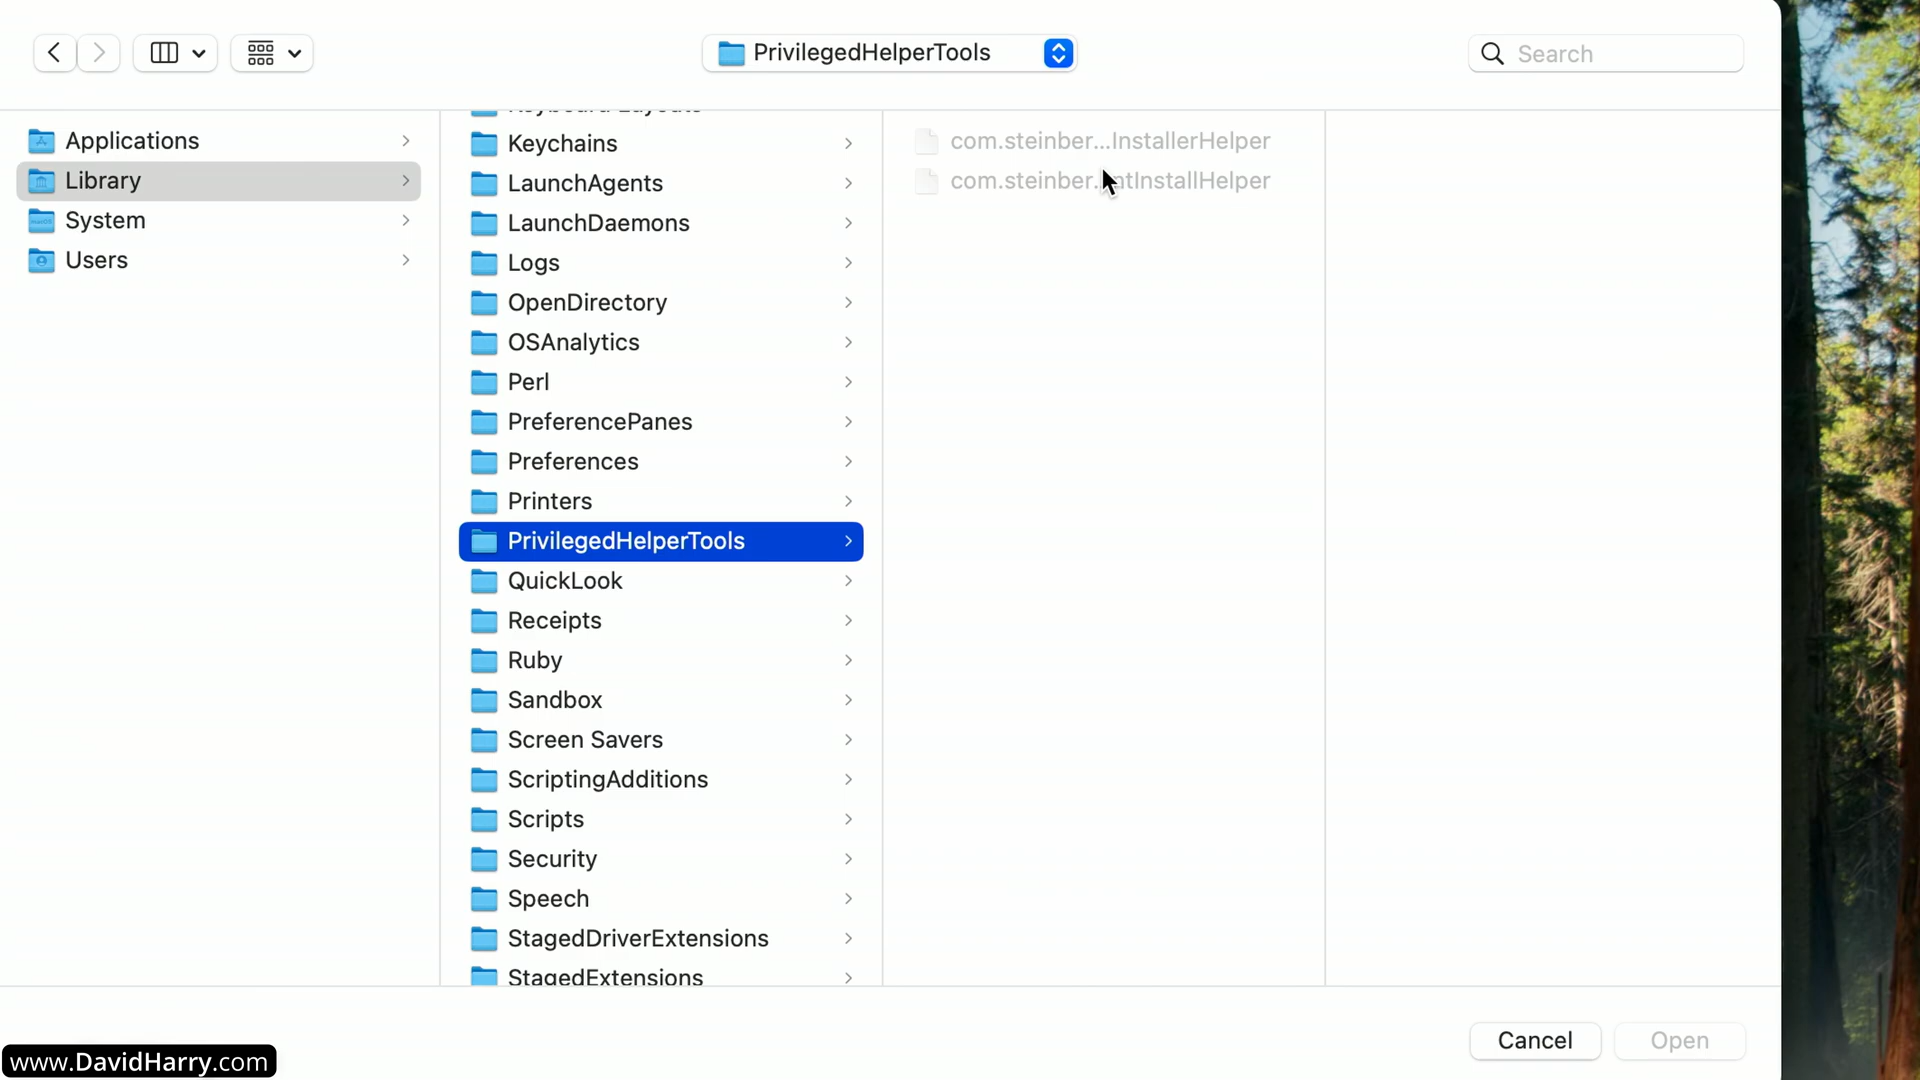 PrivilegedHelperTools
Search
Applications
Library
System
Users
Keychains
LaunchAgents
LaunchDaemons
Logs
OpenDirectory
OSAnalytics
Perl
PreferencePanes
Preferences
Printers
PrivilegedHelperTools
QuickLook
Receipts
Ruby
Sandbox
Screen Savers
ScriptingAdditions
Scripts
Security
Speech
StagedDriverExtensions
StagedExtensions
com.steinber...InstallerHelper
Cancel
Open
www.DavidHarry.com